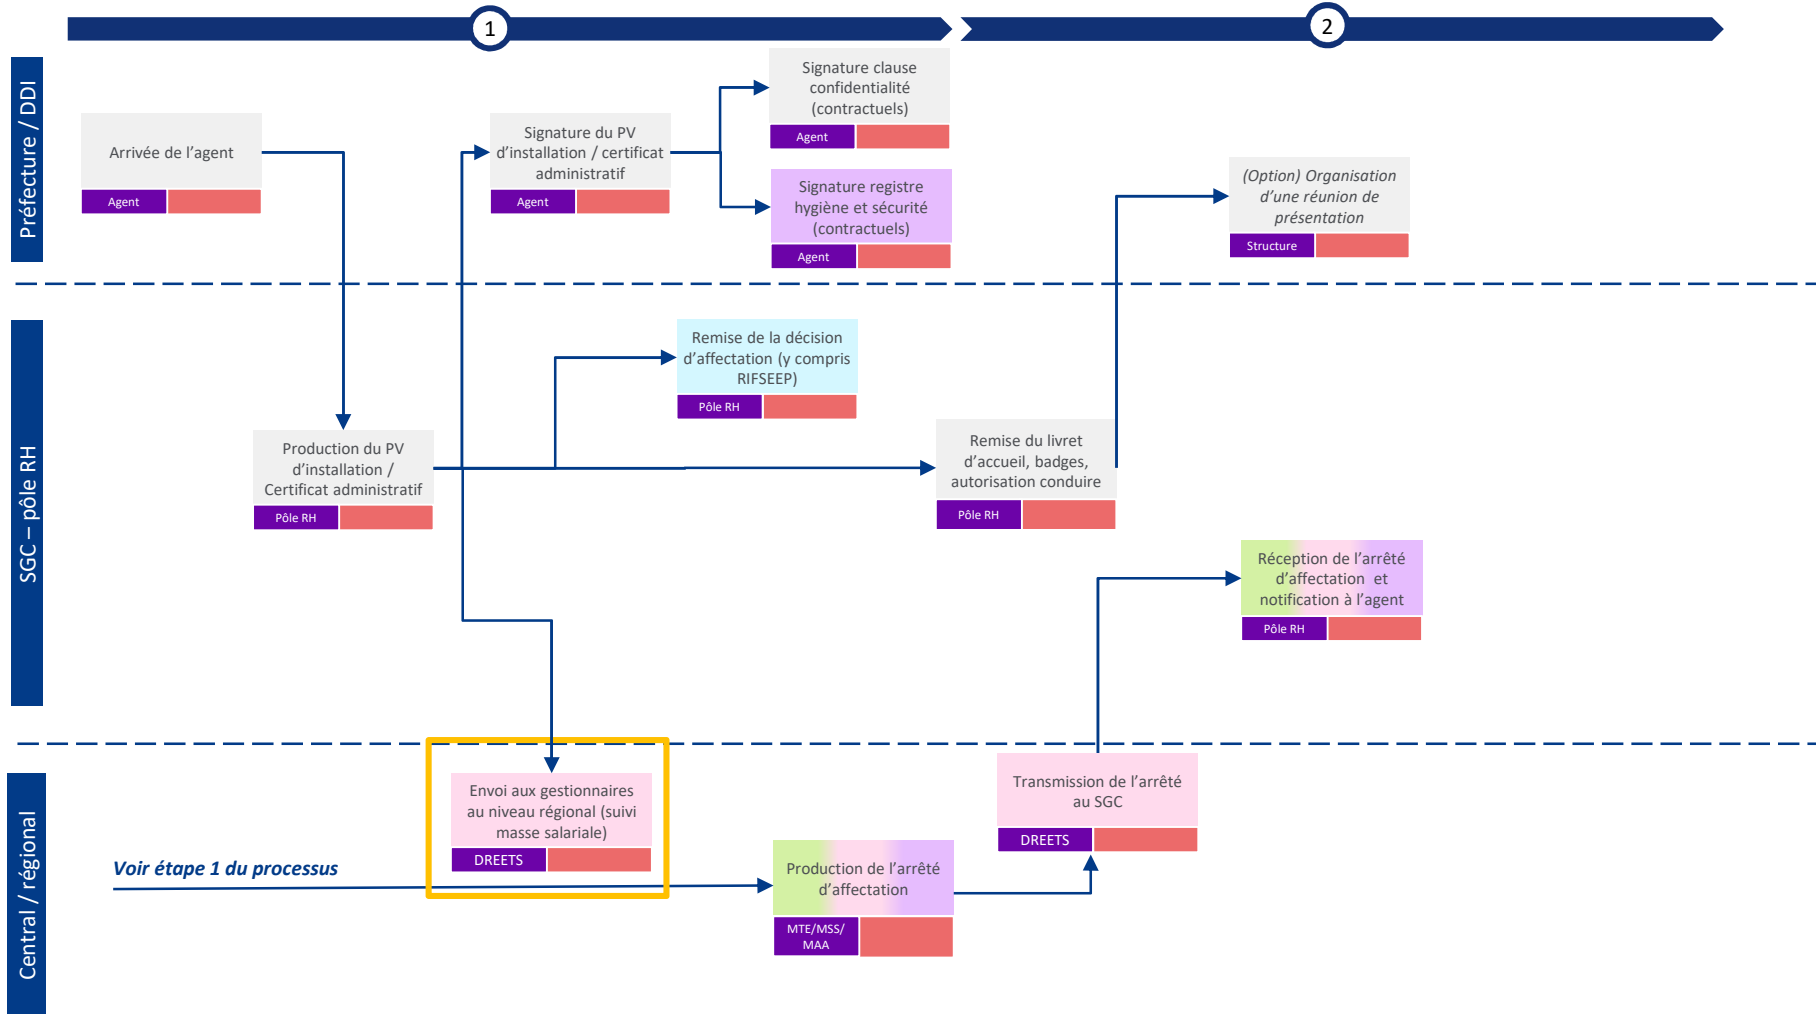 1
2
Préfecture / DDI
Arrivée de l’agent
Agent
Signature du PV
d’installation / certificat
administratif
Agent
Signature clause
confidentialité
(contractuels)
Agent
Signature registre
hygiène et sécurité
(contractuels)
Agent
(Option) Organisation
d’une réunion de
présentation
Structure
SGC – pôle RH
Remise de la décision
d’affectation (y compris
RIFSEEP)
Pôle RH
Production du PV
d’installation /
Certificat administratif
Pôle RH
Remise du livret
d’accueil, badges,
autorisation conduire
Pôle RH
Réception de l’arrêté
d’affectation et
notification à l’agent
Pôle RH
Central / régional
Envoi aux gestionnaires
au niveau régional (suivi
masse salariale)
DREETS
Transmission de l’arrêté
au SGC
DREETS
Voir étape 1 du processus
Production de l’arrêté
d’affectation
MTE/MSS/
MAA